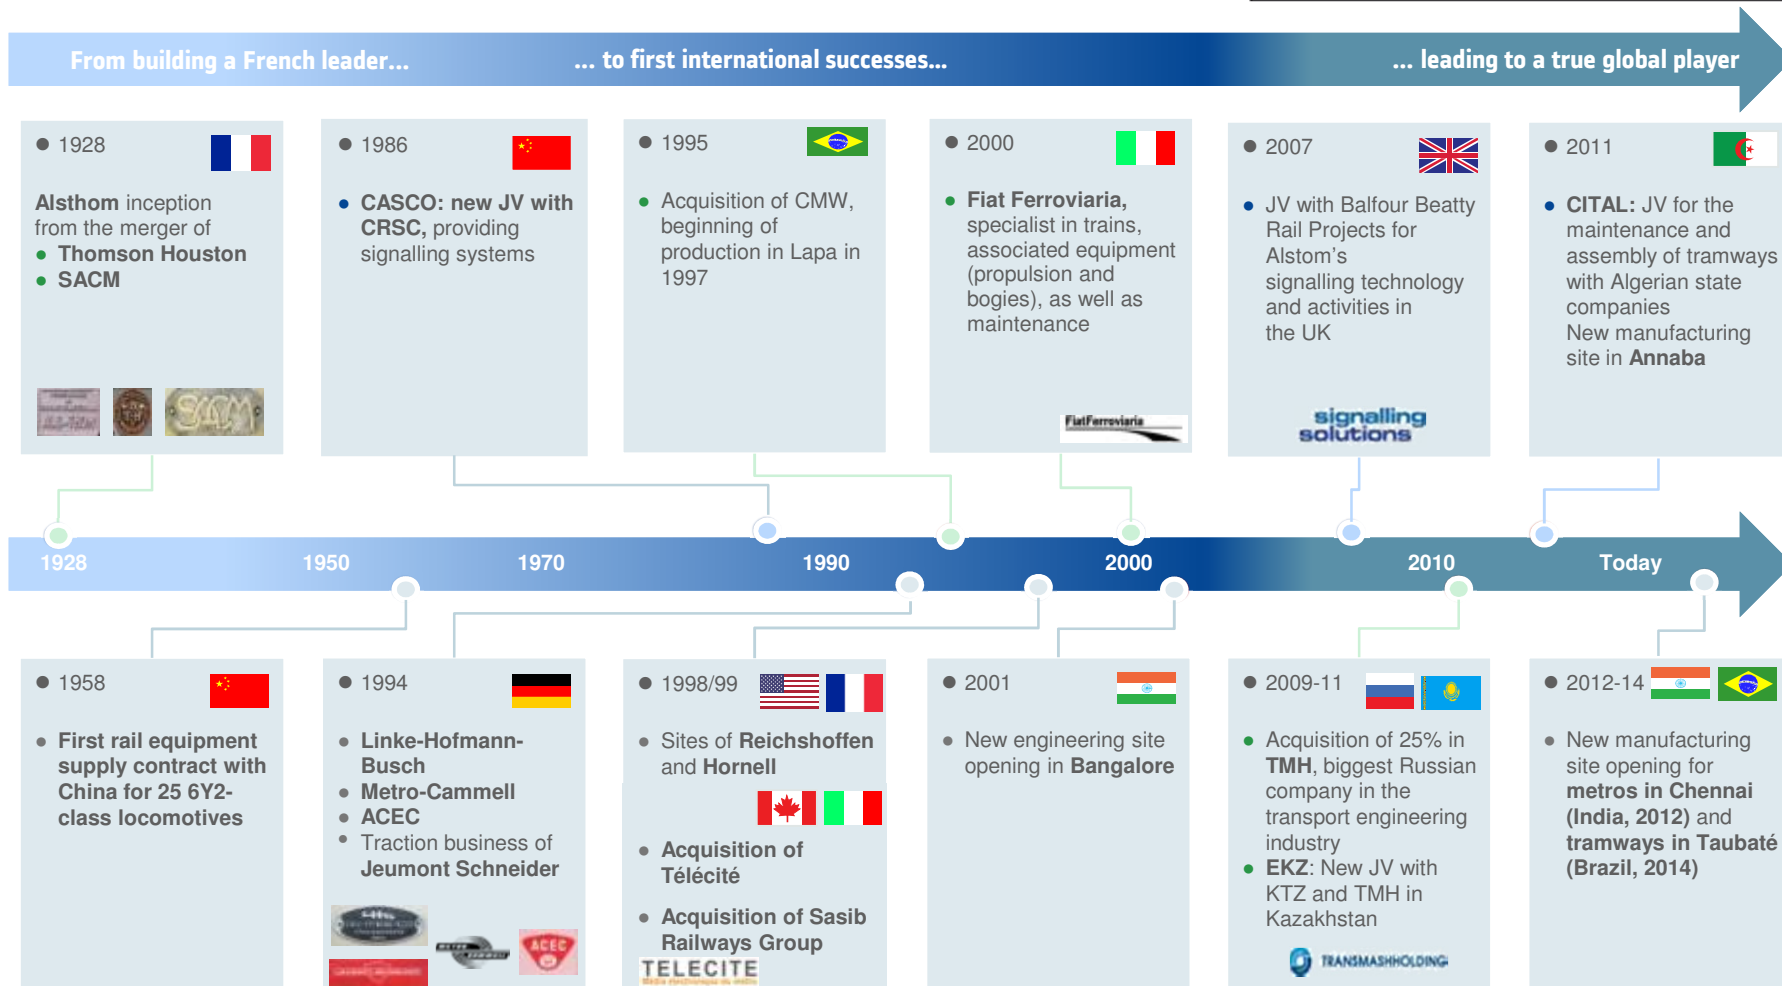 From building a French leader...
... to first international successes...
... leading to a true global player
● 1928
Alsthom inception
from the merger of
● Thomson Houston
● SACM
SACM
● 1986
● CASCO: new JV with
CRSC, providing
signalling systems
● 1995
● Acquisition of CMW,
beginning of
production in Lapa in
1997
● 2000
● Fiat Ferroviaria,
specialist in trains,
associated equipment
(propulsion and
bogies), as well as
maintenance
FiatFerroviaria
● 2007
● JV with Balfour Beatty
Rail Projects for
Alstom's
signalling technology
and activities in
the UK
signalling
solutions
● 2011
● CITAL: JV for the
maintenance and
assembly of tramways
with Algerian state
companies
New manufacturing
site in Annaba
1928
1950
1970
1990
2000
2010
Today
● 1958
● First rail equipment
supply contract with
China for 25 6Y2-
class locomotives
● 1994
● Linke-Hofmann-
Busch
● Metro-Cammell
● ACEC
● Traction business of
Jeumont Schneider
ACEC
● 1998/99
● Sites of Reichshoffen
and Hornell
● Acquisition of
Télécité
● Acquisition of Sasib
Railways Group
TELECITE
● 2001
● New engineering site
opening in Bangalore
● 2009-11
● Acquisition of 25% in
TMH, biggest Russian
company in the
transport engineering
industry
● EKZ: New JV with
KTZ and TMH in
Kazakhstan
TRANSMASHHOLDING
● 2012-14
● New manufacturing
site opening for
metros in Chennai
(India, 2012) and
tramways in Taubaté
(Brazil, 2014)